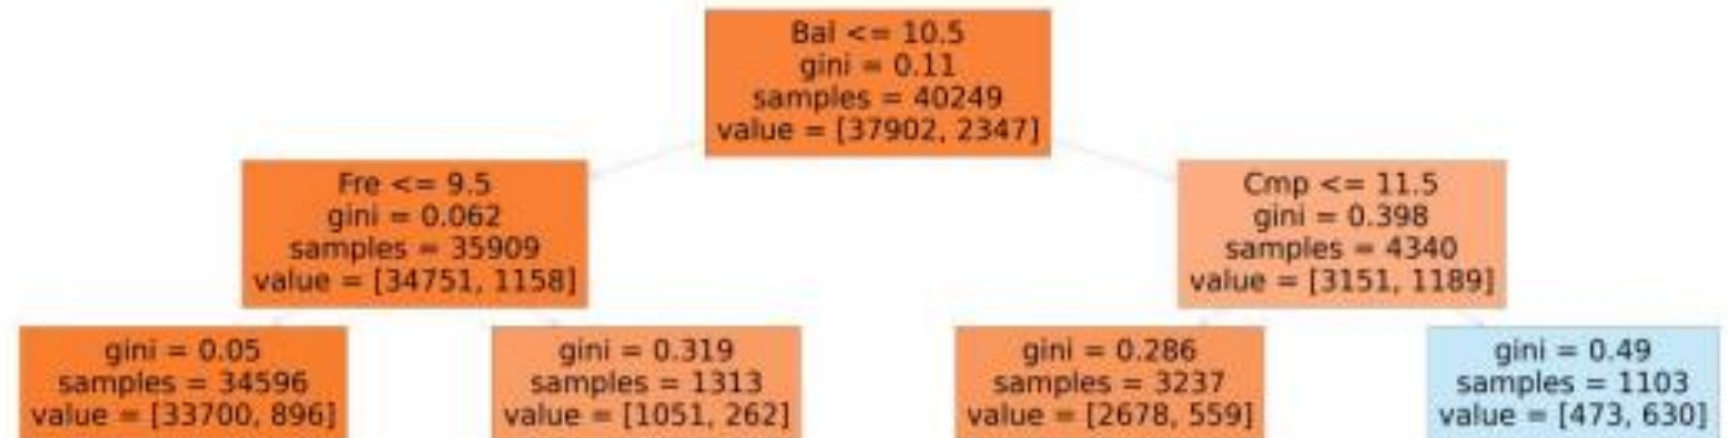 Bal <= 10.5
gini = 0.11
samples = 40249
value = [37902, 2347]
Fre <= 9.5
gini = 0.062
samples = 35909
value = [34751, 1158]
Cmp <= 11.5
gini = 0.398
samples = 4340
value = [3151, 1189]
gini = 0.05
samples = 34596
value = [33700, 896]
gini = 0.319
samples = 1313
value = [1051, 262]
gini = 0.286
samples = 3237
value = [2678, 559]
gini = 0.49
samples = 1103
value = [473, 630]